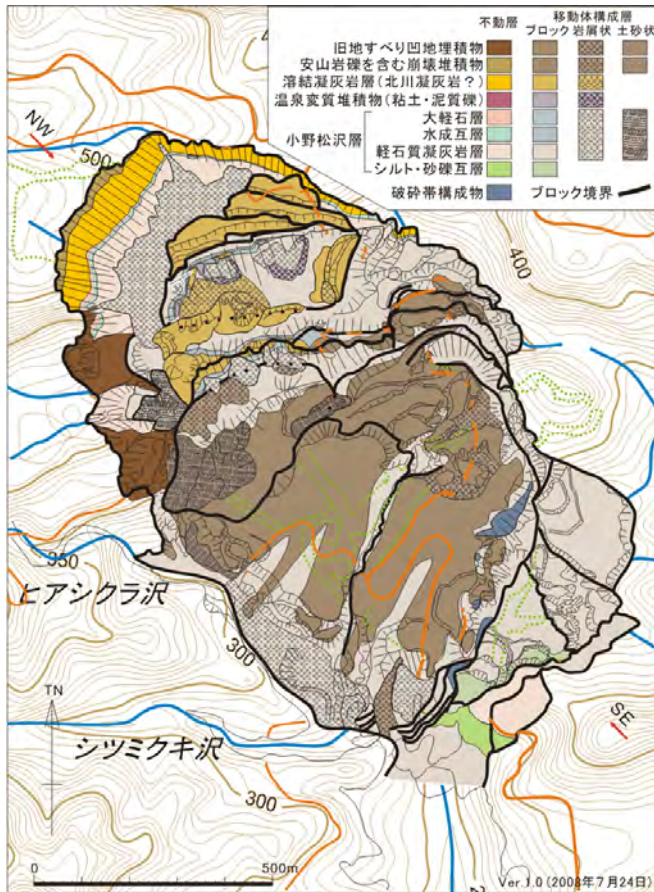 不動層
移動体構成層
ブロック 岩屑状 土砂状
旧地すべり凹地埋積物
安山岩礫を含む崩壊堆積物
溶結凝灰岩層(北川凝灰岩?)
温泉変質堆積物(粘土・泥質礫)
小野松沢層
大軽石層
水成互層
軽石質凝灰岩層
シルト・砂礫互層
破砕帯構成物
ブロック境界
NW
500
400
350
ヒアシクラ沢
300
TN
シツミクキ沢
SE
300
0
500m
Ver.1.0(2008年7月24日)